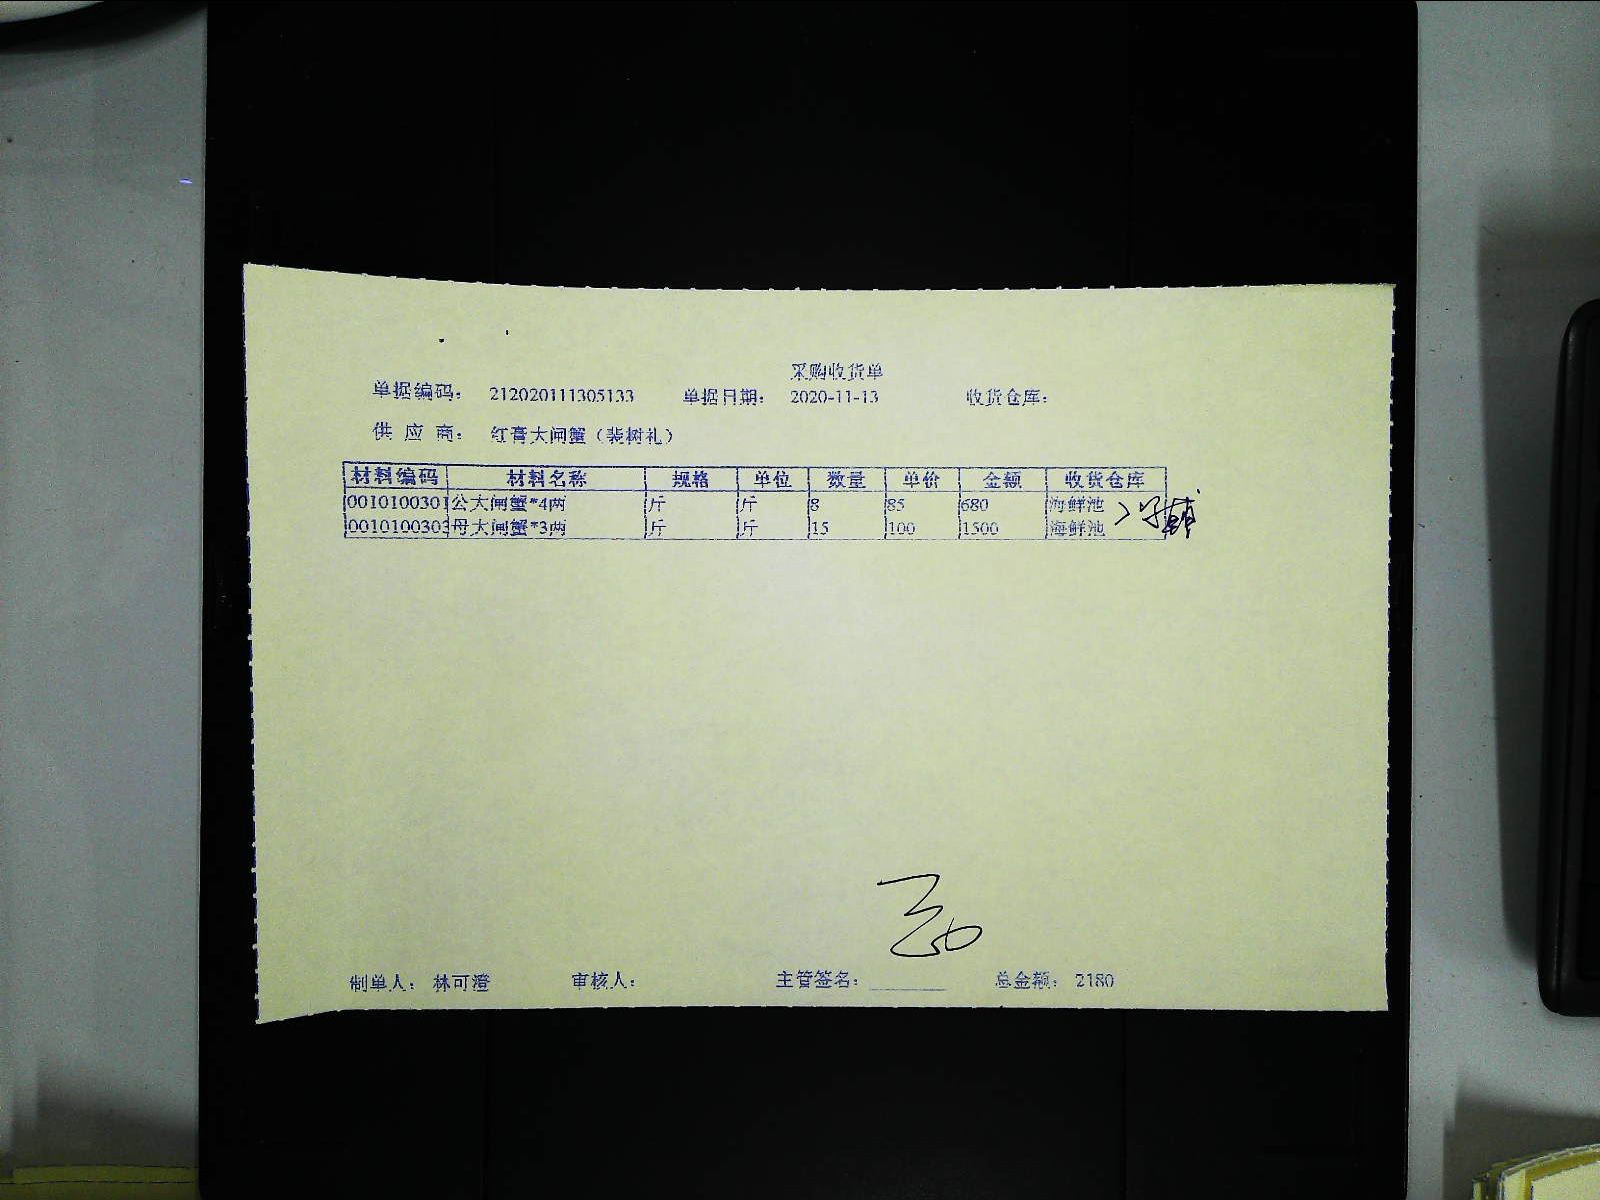 采购收货单
单据编码： 212020111305133 单据日期： 2020-11-13 收货仓库：
供 应 商： 红膏大闸蟹（裴树礼）
材料编码 材料名称 规格 单位 数量 单价 金额 收货仓库
0010100301 公大闸蟹*4两 斤 斤 8 85 680 海鲜池
0010100303 母大闸蟹*3两 斤 斤 15 100 1500 海鲜池
制单人： 林可澄 审核人： 主管签名： 总金额： 2180